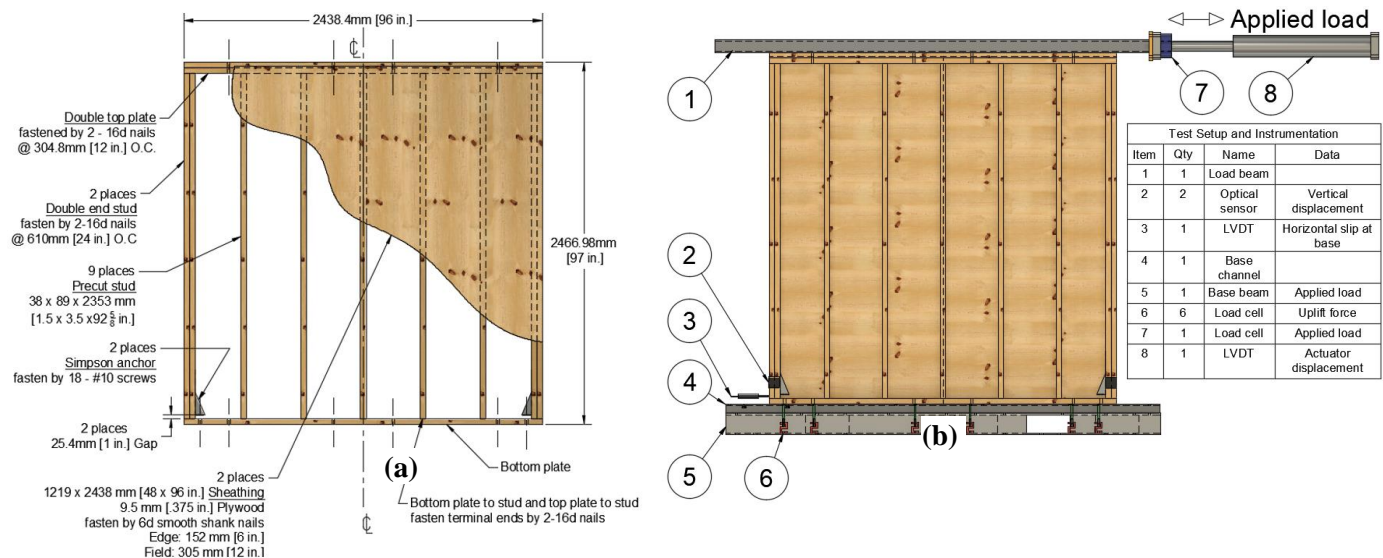 2438.4mm [96 in.]
℄
Double top plate
fastened by 2 - 16d nails
@ 304.8mm [12 in.] O.C.
2 places
Double end stud
fasten by 2-16d nails
@ 610mm [24 in.] O.C
9 places
Precut stud
38 x 89 x 2353 mm
[1.5 x 3.5 x92 5/8 in.]
2 places
Simpson anchor
fasten by 18 - #10 screws
2 places
25.4mm [1 in.] Gap
2466.98mm
[97 in.]
(a)
Bottom plate
2 places
1219 x 2438 mm [48 x 96 in.] Sheathing
9.5 mm [.375 in.] Plywood
fasten by 6d smooth shank nails
Edge: 152 mm [6 in.]
Field: 305 mm [12 in.]
℄
Bottom plate to stud and top plate to stud
fasten terminal ends by 2-16d nails
Applied load
1
7
8
2
3
4
5
6
(b)
Test Setup and Instrumentation
Item Qty Name Data
1 1 Load beam
2 2 Optical sensor Vertical displacement
3 1 LVDT Horizontal slip at base
4 1 Base channel
5 1 Base beam Applied load
6 6 Load cell Uplift force
7 1 Load cell Applied load
8 1 LVDT Actuator displacement